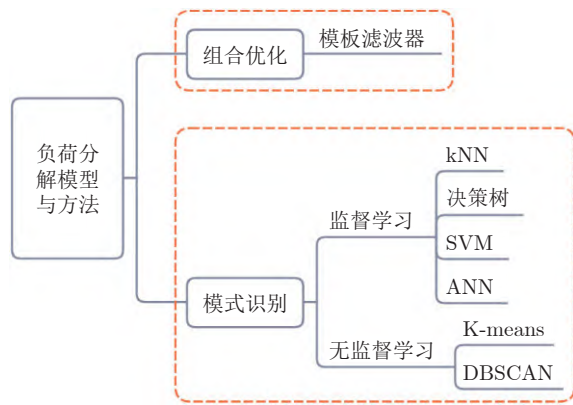 负荷分
解模型
与方法
组合优化
模板滤波器
模式识别
监督学习
kNN
决策树
SVM
ANN
无监督学习
K-means
DBSCAN